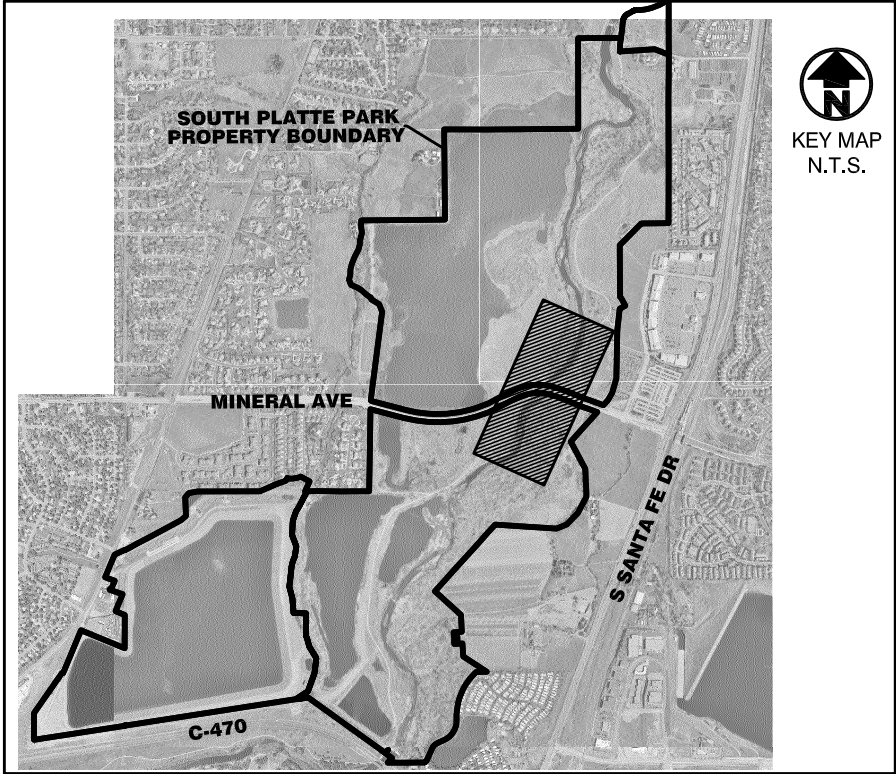 SOUTH PLATTE PARK
PROPERTY BOUNDARY
N
KEY MAP
N.T.S.
MINERAL AVE
S SANTA FE DR
C-470